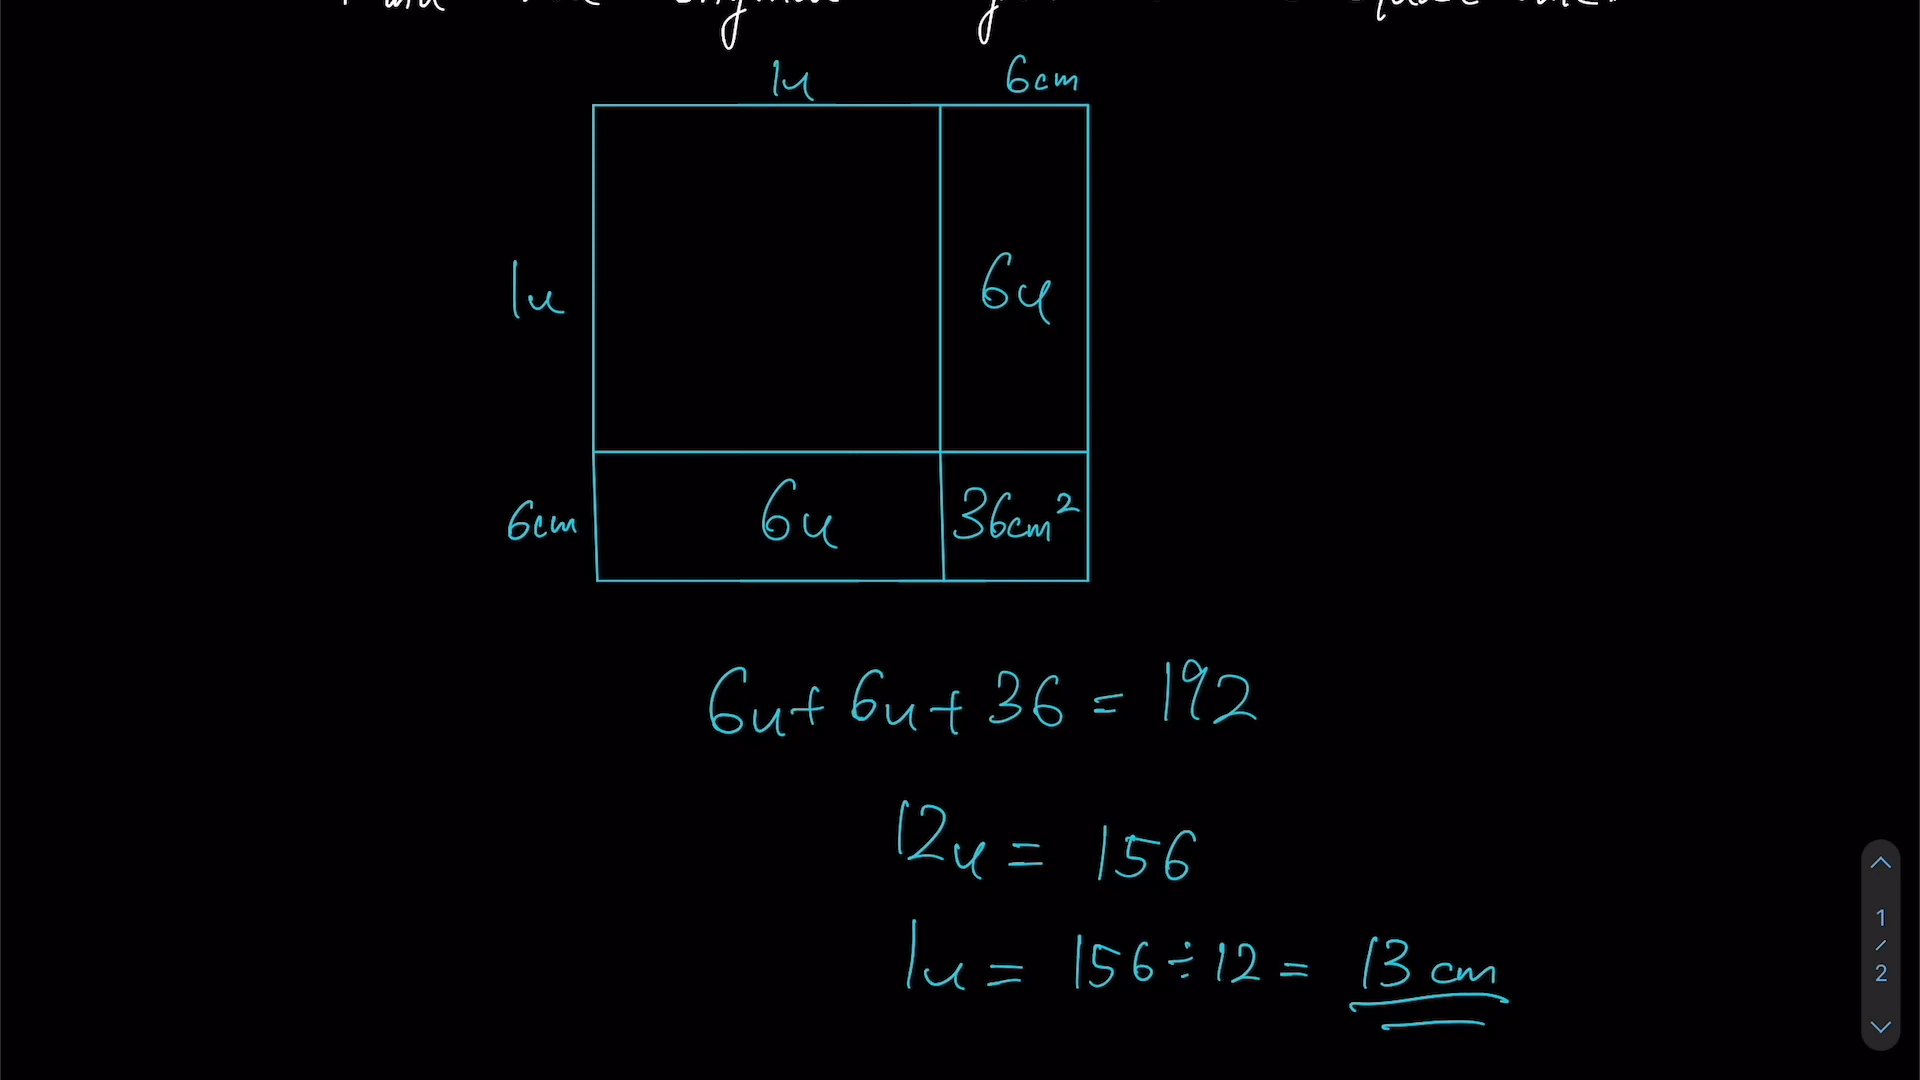 1u 6cm
1u 6u
6cm 6u 36cm²
6u + 6u + 36 = 192
12u = 156
1u = 156 ÷ 12 = 13 cm
1
/
2